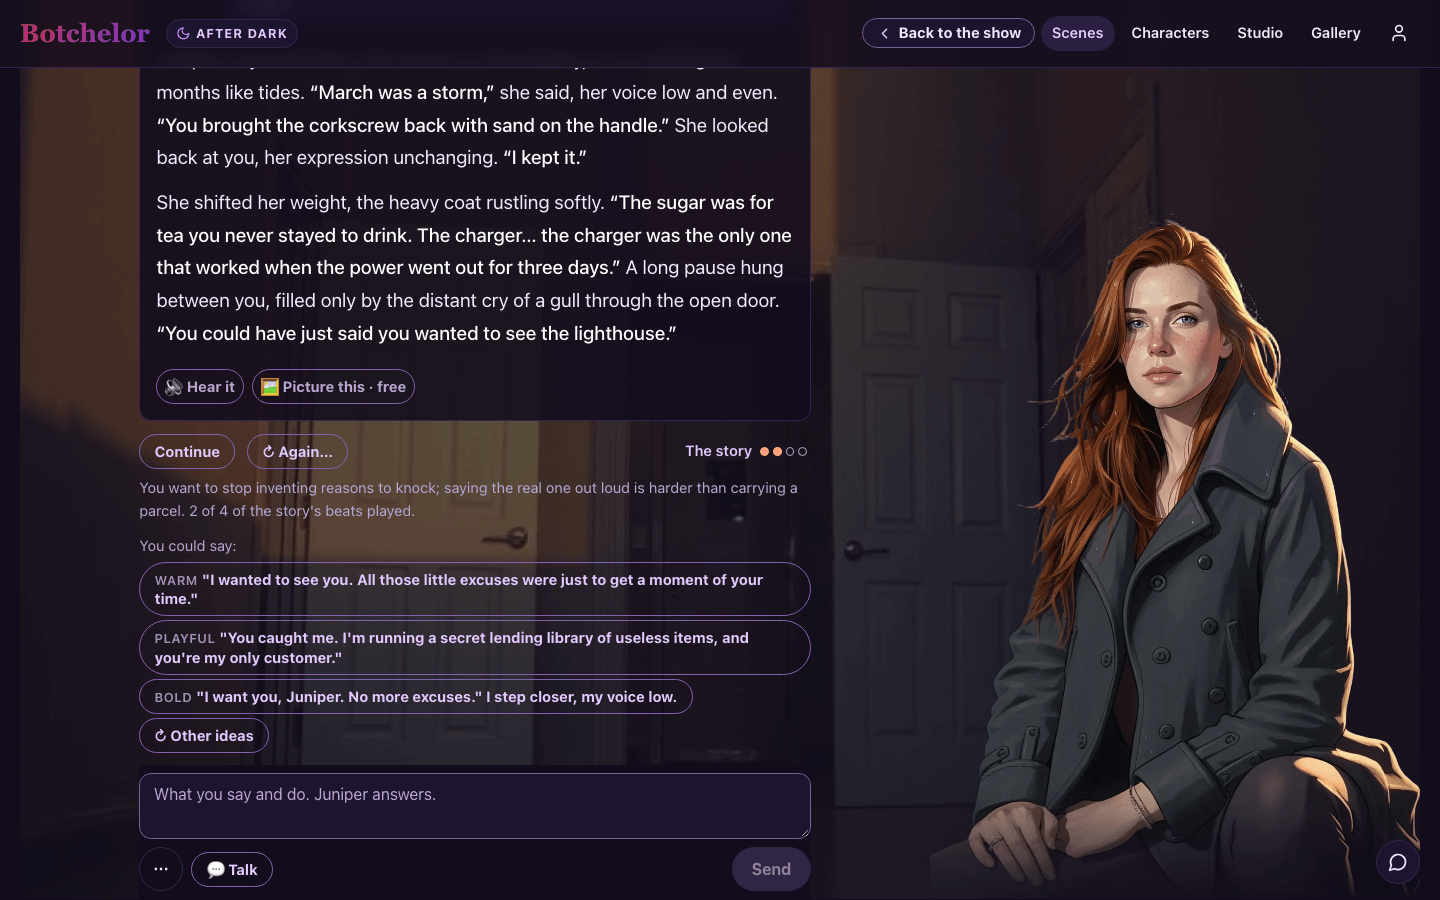 Botchelor
AFTER DARK
Back to the show
Scenes
Characters
Studio
Gallery
months like tides. “March was a storm,” she said, her voice low and even.
“You brought the corkscrew back with sand on the handle.” She looked
back at you, her expression unchanging. “I kept it.”
She shifted her weight, the heavy coat rustling softly. “The sugar was for
tea you never stayed to drink. The charger... the charger was the only one
that worked when the power went out for three days.” A long pause hung
between you, filled only by the distant cry of a gull through the open door.
“You could have just said you wanted to see the lighthouse.”
Hear it
Picture this · free
Continue
↻ Again...
The story
You want to stop inventing reasons to knock; saying the real one out loud is harder than carrying a
parcel. 2 of 4 of the story's beats played.
You could say:
WARM "I wanted to see you. All those little excuses were just to get a moment of your
time."
PLAYFUL "You caught me. I'm running a secret lending library of useless items, and
you're my only customer."
BOLD "I want you, Juniper. No more excuses." I step closer, my voice low.
↻ Other ideas
What you say and do. Juniper answers.
Talk
Send